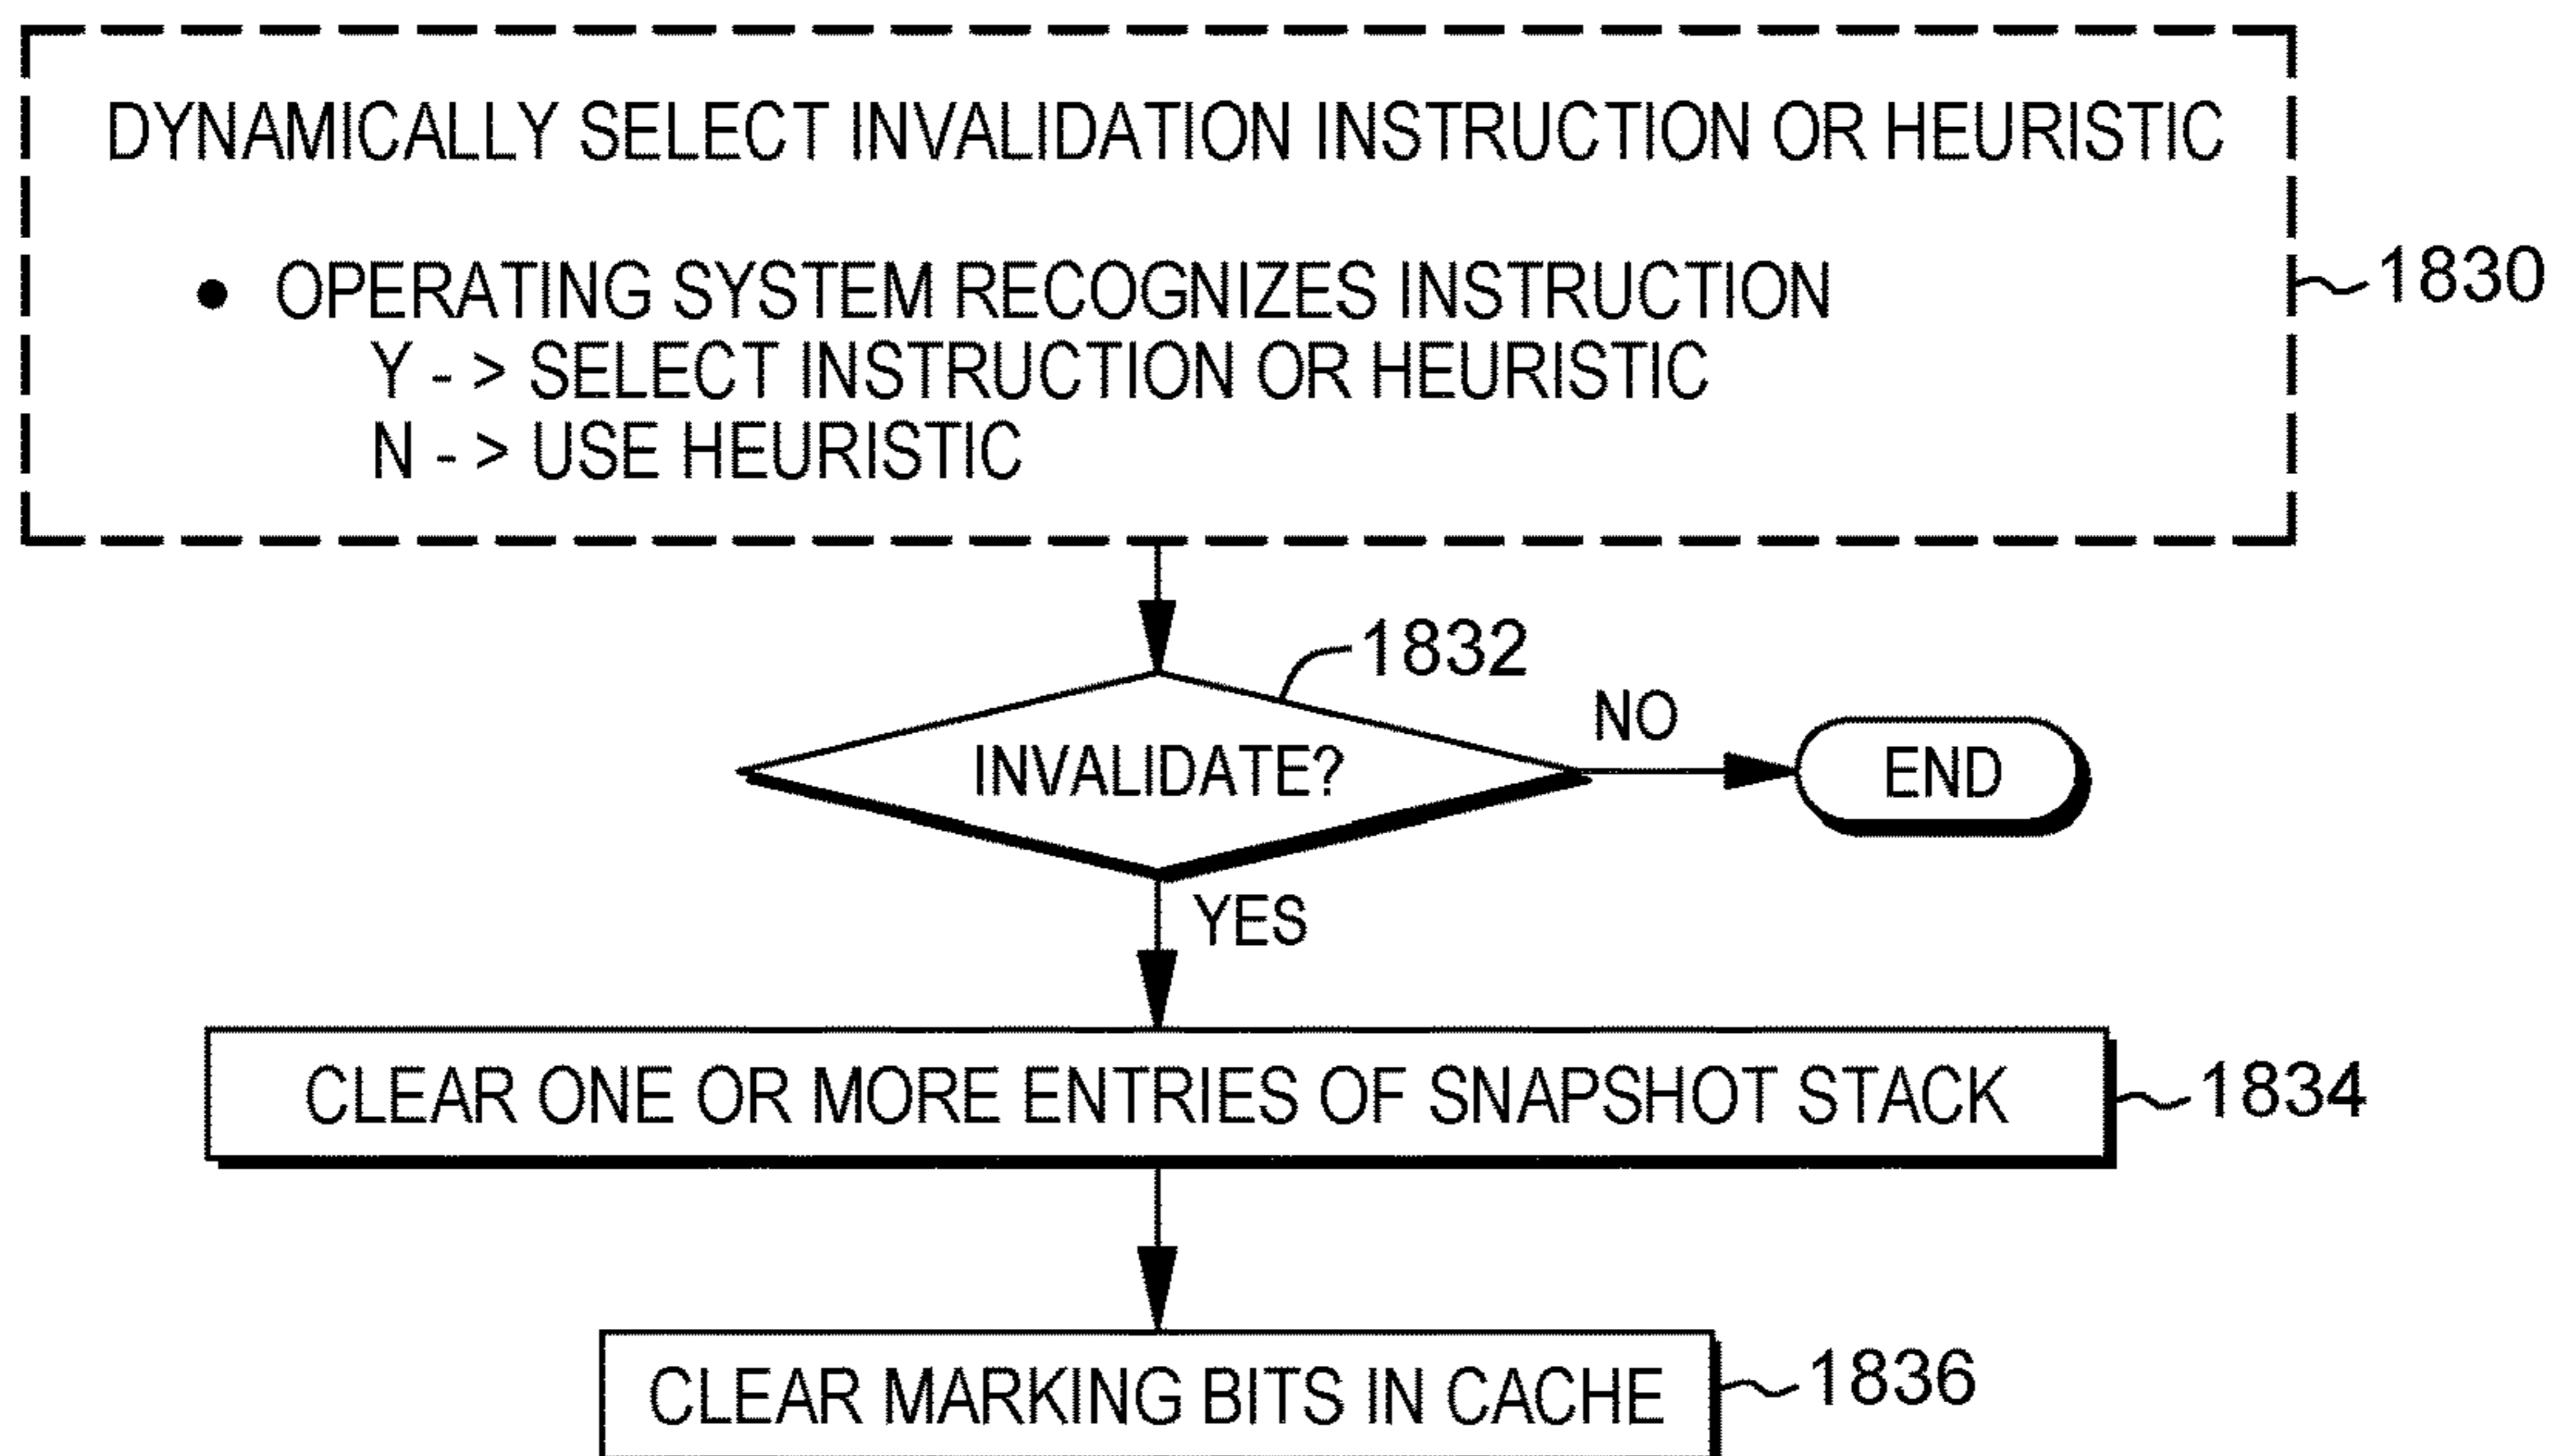 DYNAMICALLY SELECT INVALIDATION INSTRUCTION OR HEURISTIC
• OPERATING SYSTEM RECOGNIZES INSTRUCTION
Y - > SELECT INSTRUCTION OR HEURISTIC
N - > USE HEURISTIC
1830
1832
INVALIDATE?
NO
END
YES
CLEAR ONE OR MORE ENTRIES OF SNAPSHOT STACK
1834
CLEAR MARKING BITS IN CACHE
1836